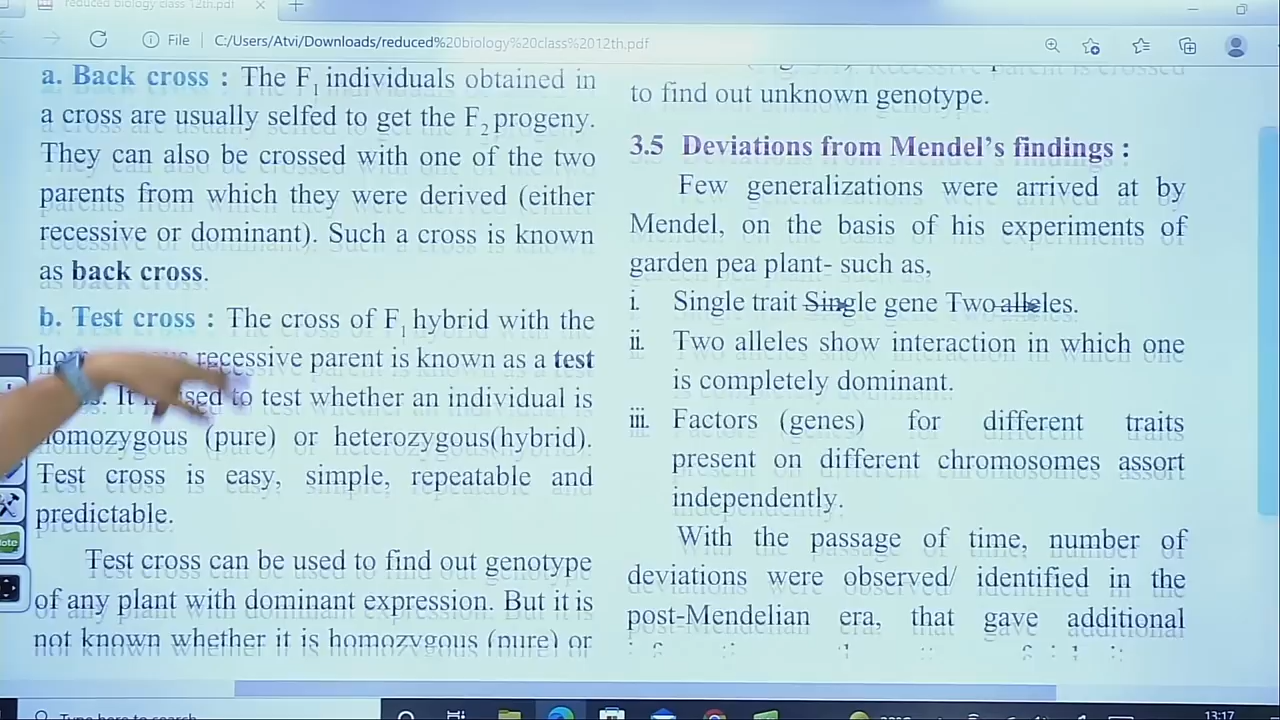 reduced biology class 12th.pdf
File
C:/Users/Atvi/Downloads/reduced%20biology%20class%2012th.pdf
a. Back cross : The F1 individuals obtained in
a cross are usually selfed to get the F2 progeny.
They can also be crossed with one of the two
parents from which they were derived (either
recessive or dominant). Such a cross is known
as back cross.
b. Test cross : The cross of F1 hybrid with the
recessive parent is known as a test
It used to test whether an individual is
homozygous (pure) or heterozygous(hybrid).
Test cross is easy, simple, repeatable and
predictable.
Test cross can be used to find out genotype
of any plant with dominant expression. But it is
not known whether it is homozygous (pure) or
to find out unknown genotype.
3.5 Deviations from Mendel’s findings :
Few generalizations were arrived at by
Mendel, on the basis of his experiments of
garden pea plant- such as,
i. Single trait Single gene Two alleles.
ii. Two alleles show interaction in which one
is completely dominant.
iii. Factors (genes) for different traits
present on different chromosomes assort
independently.
With the passage of time, number of
deviations were observed/ identified in the
post-Mendelian era, that gave additional
Type here to search
13:17